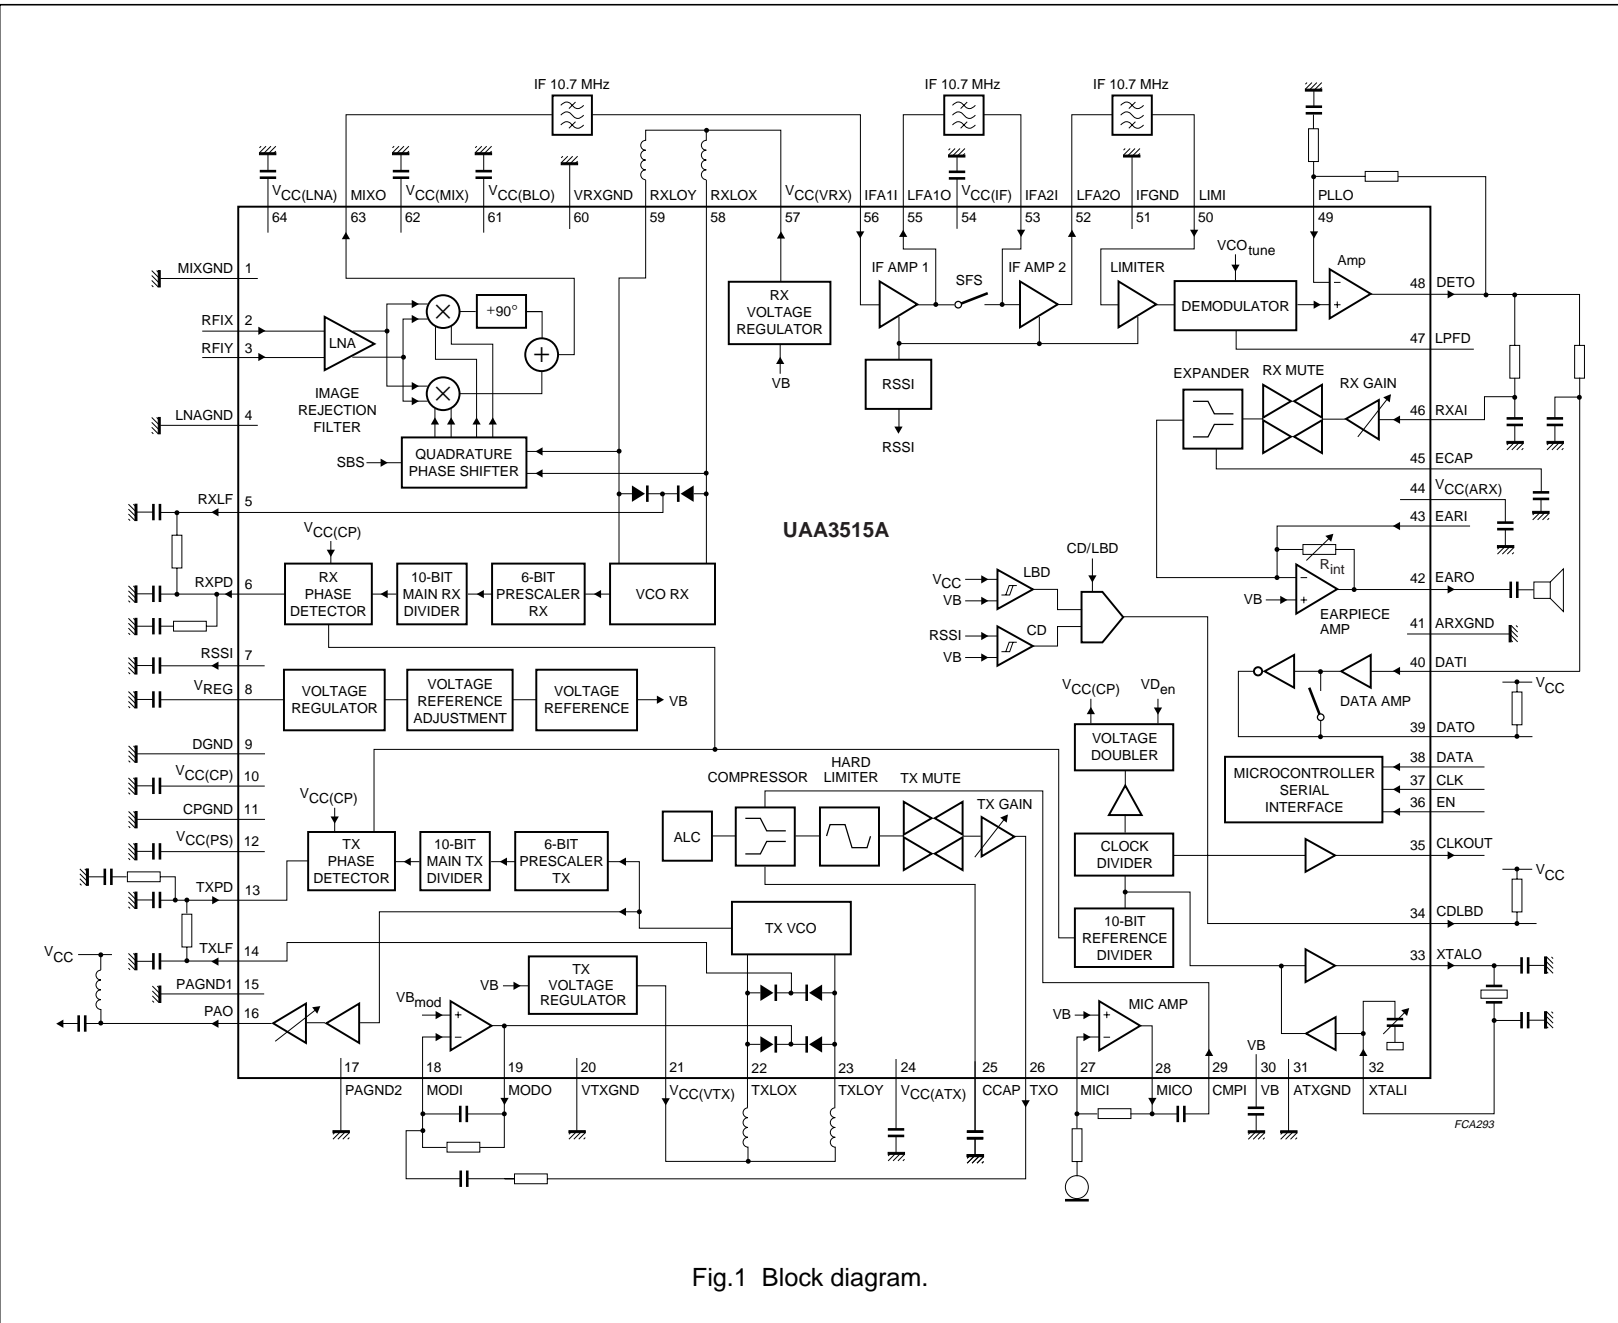 IF 10.7 MHz
IF 10.7 MHz
IF 10.7 MHz
VCC(LNA)
MIXO
VCC(MIX)
VCC(BLO)
VRXGND
RXLOY
RXLOX
VCC(VRX)
IFA1I
LFA1O
VCC(IF)
IFA2I
LFA2O
IFGND
LIMI
PLLO
64
63
62
61
60
59
58
57
56
55
54
53
52
51
50
49
MIXGND 1
RFIX 2
RFIY 3
LNAGND 4
RXLF 5
RXPD 6
RSSI 7
VREG 8
DGND 9
VCC(CP) 10
CPGND 11
VCC(PS) 12
TXPD 13
TXLF 14
PAGND1 15
PAO 16
VCC
LNA
+90°
+
IMAGE
REJECTION
FILTER
SBS
QUADRATURE
PHASE SHIFTER
RX
VOLTAGE
REGULATOR
VB
IF AMP 1
SFS
IF AMP 2
LIMITER
VCOtune
DEMODULATOR
Amp
−
+
RSSI
RSSI
EXPANDER
RX MUTE
RX GAIN
48 DETO
47 LPFD
46 RXAI
45 ECAP
44 VCC(ARX)
43 EARI
42 EARO
41 ARXGND
40 DATI
39 DATO
38 DATA
37 CLK
36 EN
35 CLKOUT
34 CDLBD
33 XTALO
VCC
VCC
UAA3515A
VCC(CP)
RX
PHASE
DETECTOR
10-BIT
MAIN RX
DIVIDER
6-BIT
PRESCALER
RX
VCO RX
CD/LBD
VCC
VB
LBD
RSSI
VB
CD
Rint
VB
−
+
EARPIECE
AMP
VOLTAGE
REGULATOR
VOLTAGE
REFERENCE
ADJUSTMENT
VOLTAGE
REFERENCE
VB
VCC(CP)
VDen
VOLTAGE
DOUBLER
DATA AMP
MICROCONTROLLER
SERIAL
INTERFACE
VCC(CP)
TX
PHASE
DETECTOR
10-BIT
MAIN TX
DIVIDER
6-BIT
PRESCALER
TX
ALC
COMPRESSOR
HARD
LIMITER
TX MUTE
TX GAIN
CLOCK
DIVIDER
10-BIT
REFERENCE
DIVIDER
TX VCO
VB
TX
VOLTAGE
REGULATOR
VBmod
+
−
VB
+
−
MIC AMP
VB
17
18
19
20
21
22
23
24
25
26
27
28
29
30
31
32
PAGND2
MODI
MODO
VTXGND
VCC(VTX)
TXLOX
TXLOY
VCC(ATX)
CCAP
TXO
MICI
MICO
CMPI
VB
ATXGND
XTALI
FCA293
Fig.1 Block diagram.